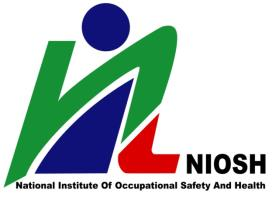 NIOSH
National Institute Of Occupational Safety And Health